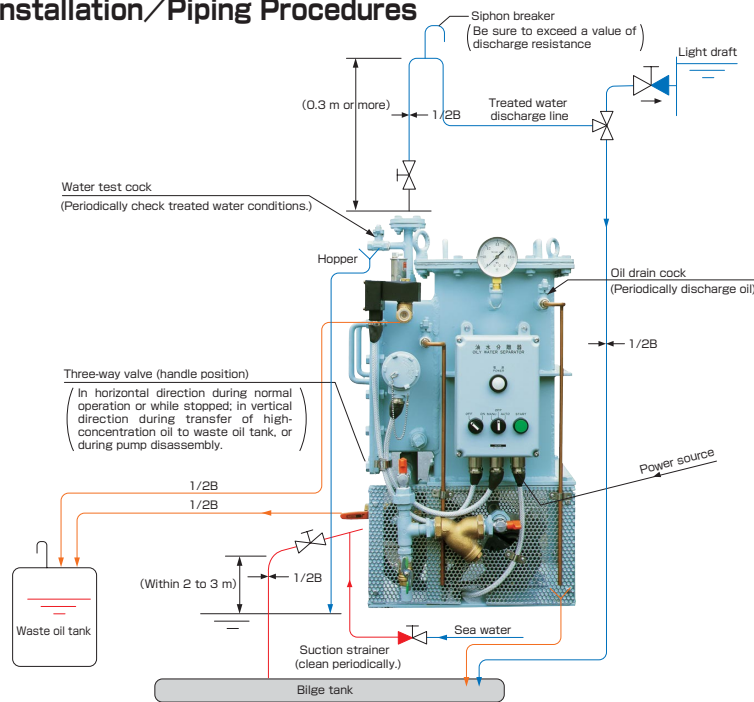 nstallation／Piping Procedures
Siphon breaker
(Be sure to exceed a value of
discharge resistance)
Light draft
(0.3 m or more)
1/2B
Treated water
discharge line
Water test cock
(Periodically check treated water conditions.)
Hopper
Oil drain cock
(Periodically discharge oil)
油水分離器
OILY WATER SEPARATOR
POWER
START
1/2B
Three-way valve (handle position)
(In horizontal direction during normal
operation or while stopped; in vertical
direction during transfer of high-
concentration oil to waste oil tank, or
during pump disassembly.)
Power source
1/2B
1/2B
(Within 2 to 3 m)
1/2B
Waste oil tank
Sea water
Suction strainer
(clean periodically.)
Bilge tank